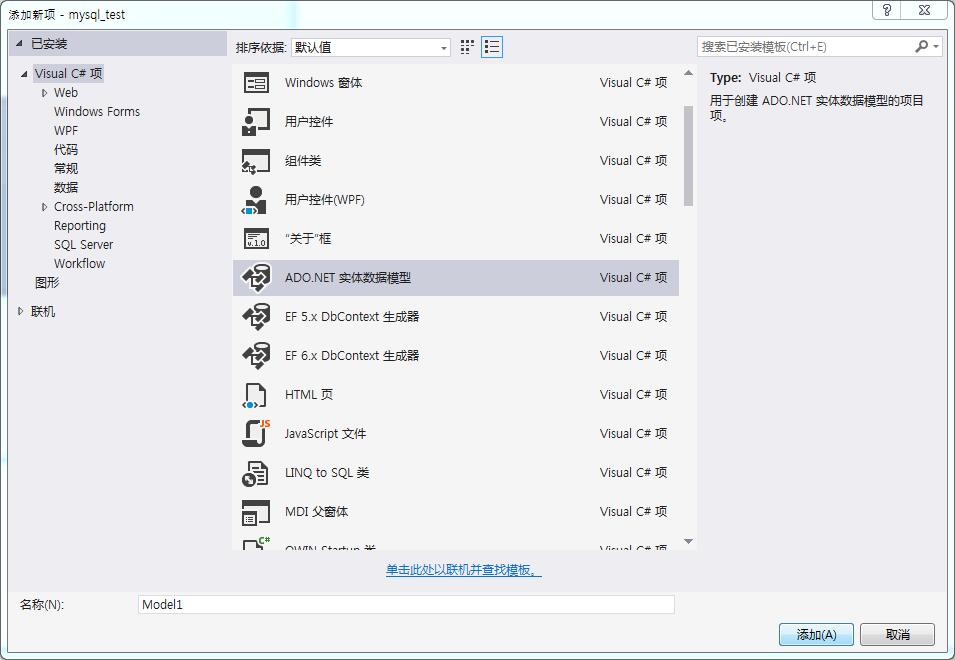 添加新项 - mysql_test
已安装
Visual C# 项
Web
Windows Forms
WPF
代码
常规
数据
Cross-Platform
Reporting
SQL Server
Workflow
图形
联机
排序依据: 默认值
Windows 窗体 Visual C# 项
用户控件 Visual C# 项
组件类 Visual C# 项
用户控件(WPF) Visual C# 项
v.1.0
“关于”框 Visual C# 项
ADO.NET 实体数据模型 Visual C# 项
EF 5.x DbContext 生成器 Visual C# 项
EF 6.x DbContext 生成器 Visual C# 项
HTML 页 Visual C# 项
JS
JavaScript 文件 Visual C# 项
LINQ to SQL 类 Visual C# 项
MDI 父窗体 Visual C# 项
C#
OWIN Startup 类 Visual C# 项
单击此处以联机并查找模板。
搜索已安装模板(Ctrl+E)
Type: Visual C# 项
用于创建 ADO.NET 实体数据模型的项目
项。
名称(N): Model1
添加(A) 取消